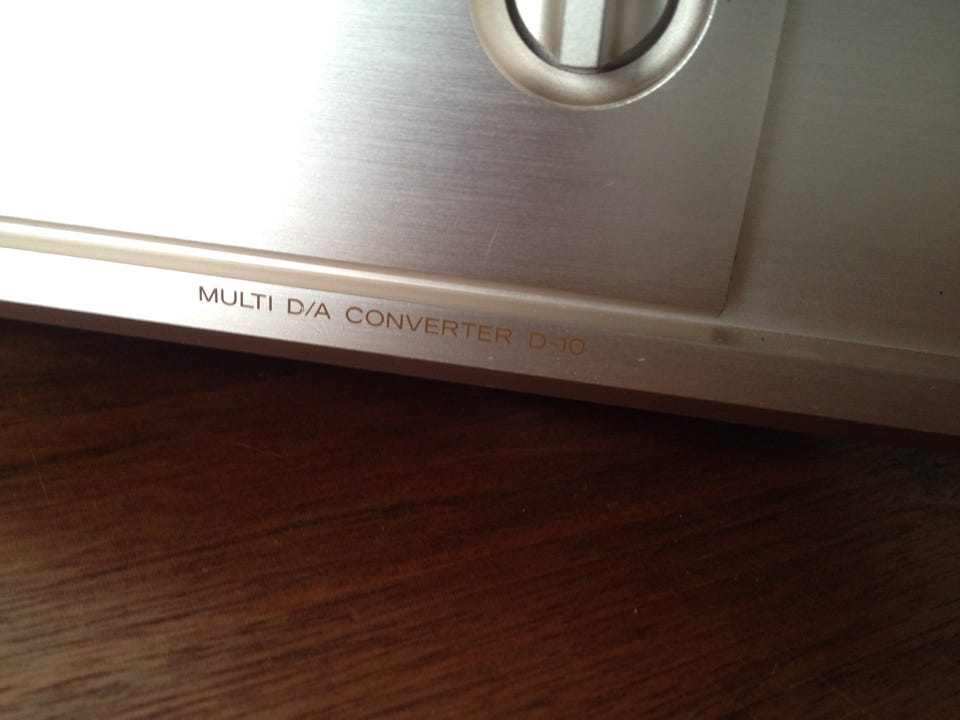 MULTI D/A CONVERTER D-10